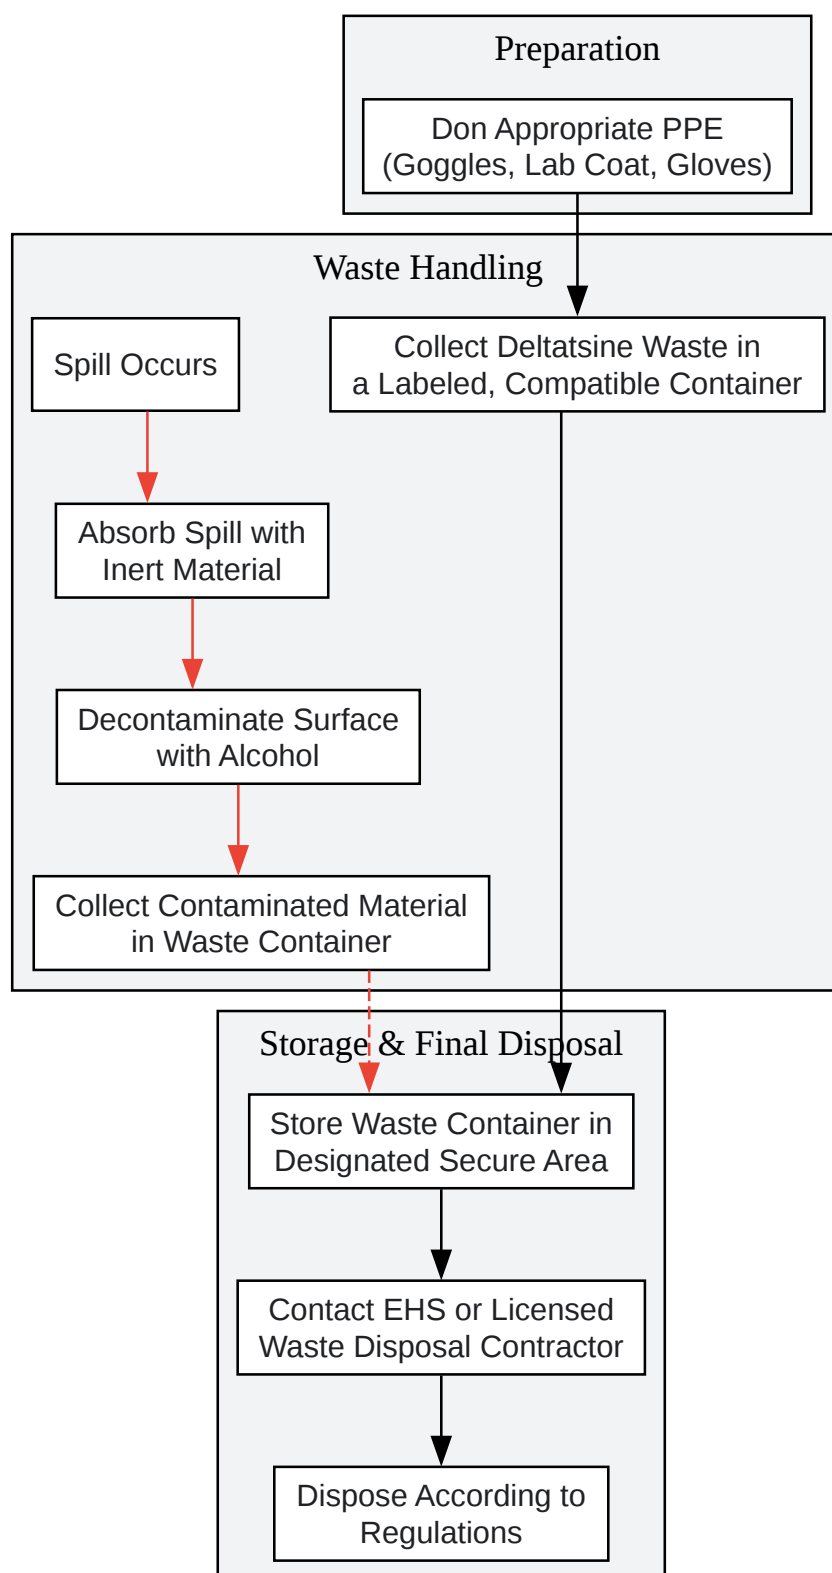 Preparation
Don Appropriate PPE
(Goggles, Lab Coat, Gloves)
Waste Handling
Spill Occurs
Collect Deltatsine Waste in
a Labeled, Compatible Container
Absorb Spill with
Inert Material
Decontaminate Surface
with Alcohol
Collect Contaminated Material
in Waste Container
Storage & Final Disposal
Store Waste Container in
Designated Secure Area
Contact EHS or Licensed
Waste Disposal Contractor
Dispose According to
Regulations